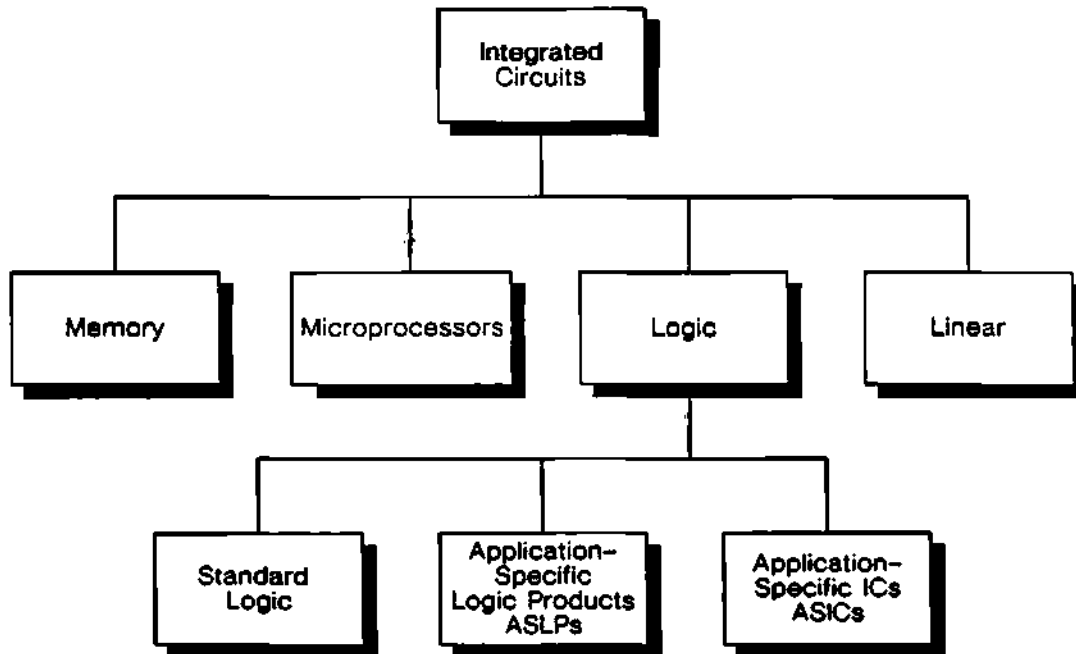 Integrated
Circuits
Memory
Microprocessors
Logic
Linear
Standard
Logic
Application-
Specific
Logic Products
ASLPs
Application-
Specific ICs
ASICs